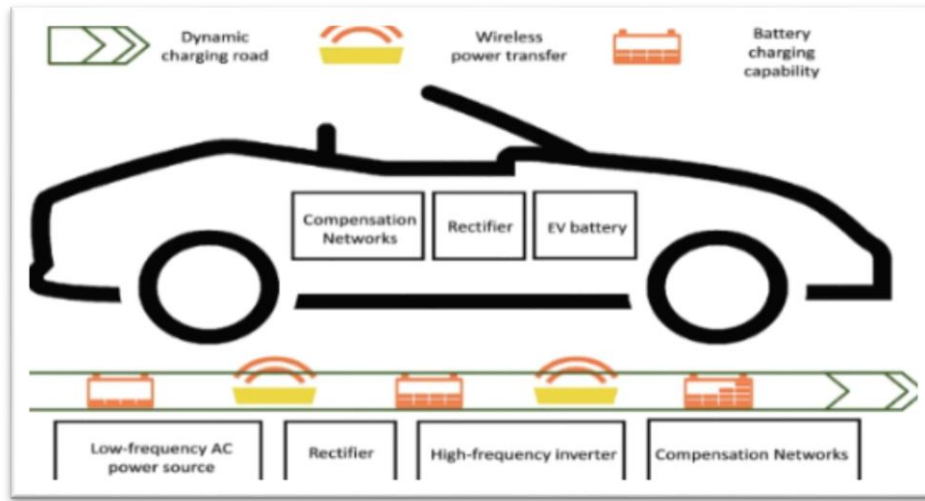 Dynamic
charging road
Wireless
power transfer
Battery
charging
capability
Compensation
Networks
Rectifier
EV battery
Low-frequency AC
power source
Rectifier
High-frequency inverter
Compensation Networks